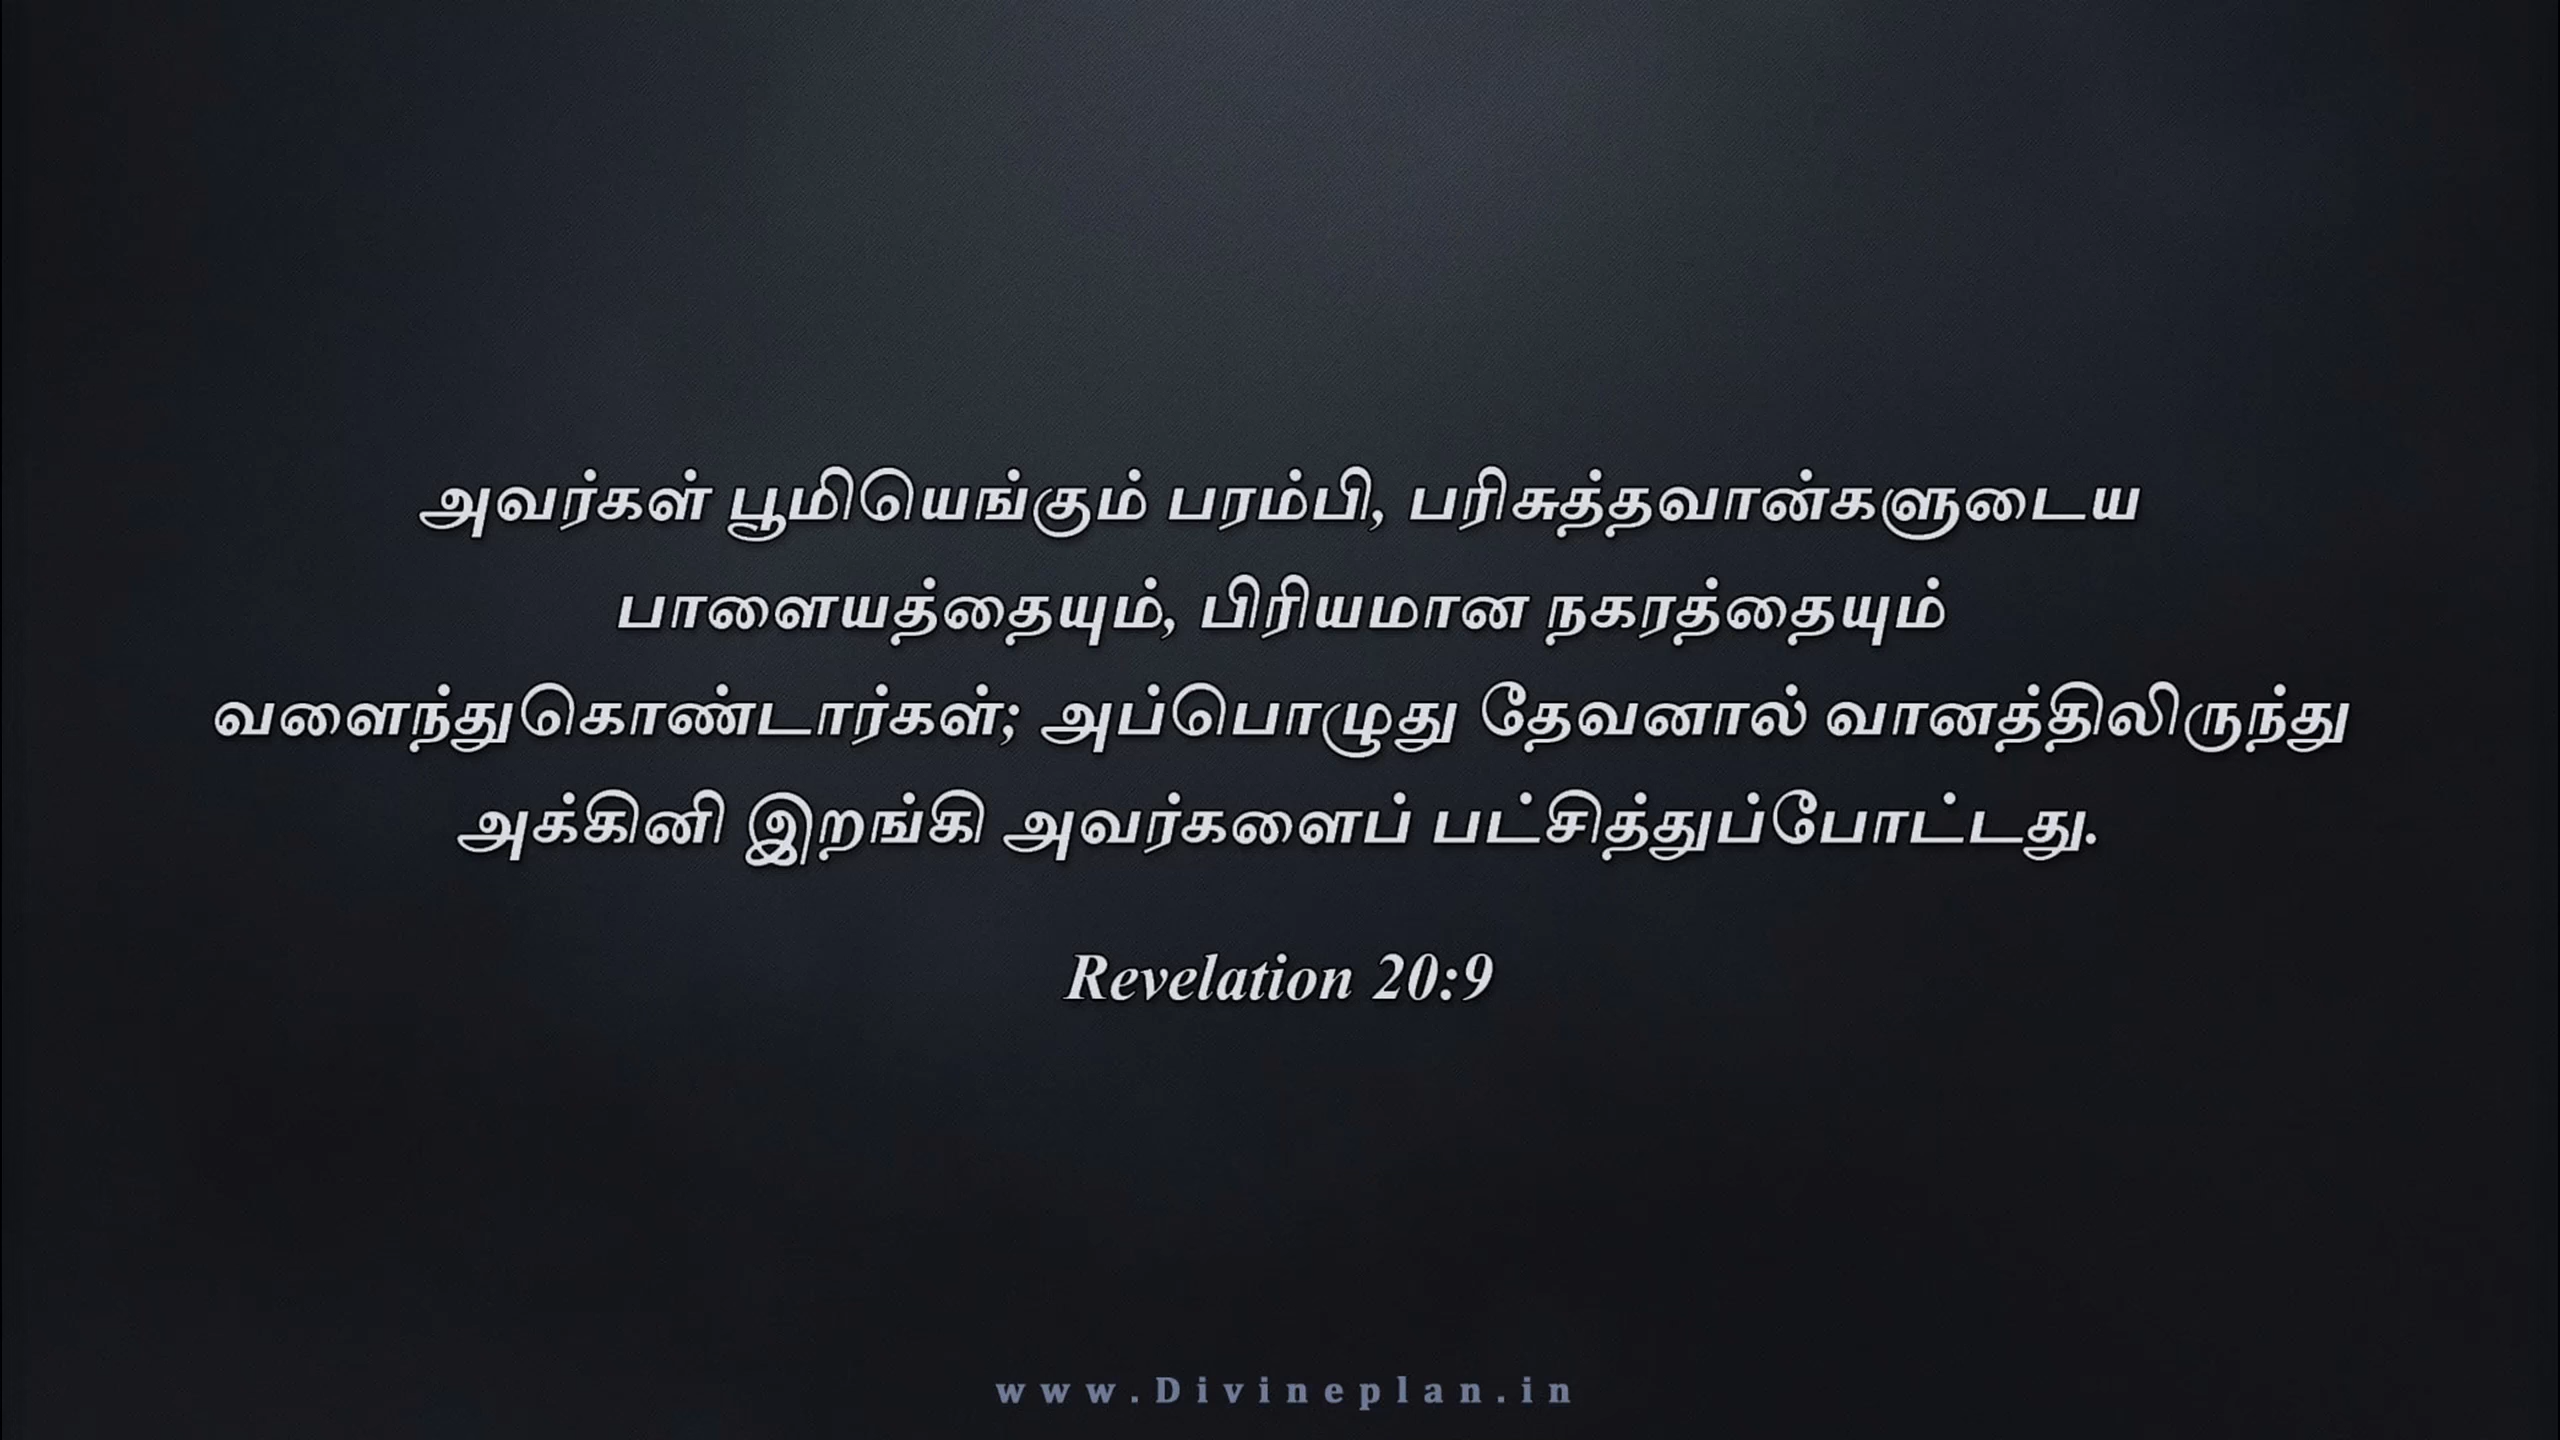 அவர்கள் பூமியெங்கும் பரம்பி, பரிசுத்தவான்களுடைய
பாளையத்தையும், பிரியமான நகரத்தையும்
வளைந்துகொண்டார்கள்; அப்பொழுது தேவனால் வானத்திலிருந்து
அக்கினி இறங்கி அவர்களைப் பட்சித்துப்போட்டது.
Revelation 20:9
www.Divineplan.in